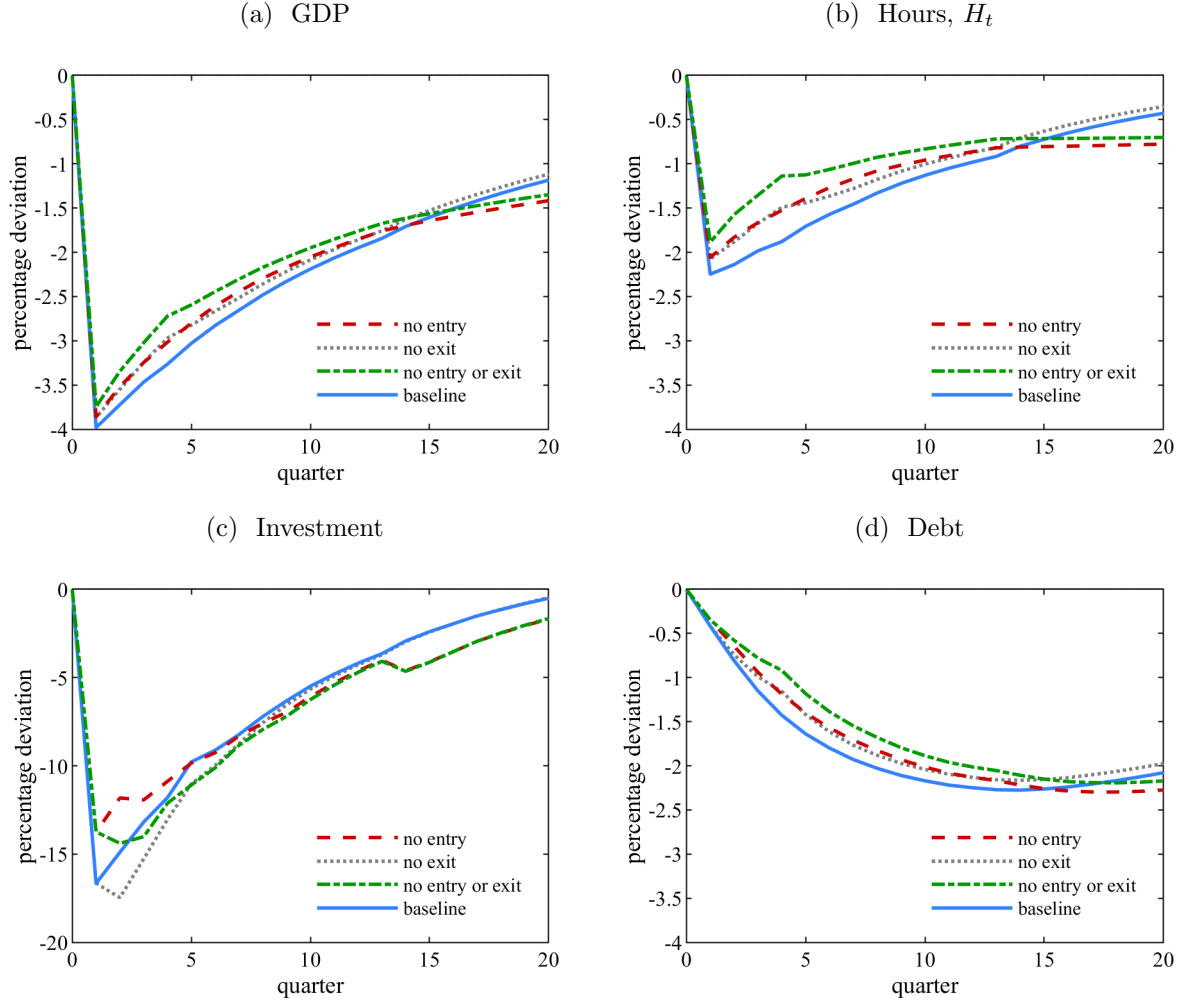 (a) GDP
0
-0.5
-1
-1.5
-2
-2.5
-3
-3.5
-4
percentage deviation
0 5 10 15 20
quarter
no entry
no exit
no entry or exit
baseline
(b) Hours, H_t
0
-0.5
-1
-1.5
-2
-2.5
-3
-3.5
-4
percentage deviation
0 5 10 15 20
quarter
no entry
no exit
no entry or exit
baseline
(c) Investment
0
-5
-10
-15
-20
percentage deviation
0 5 10 15 20
quarter
no entry
no exit
no entry or exit
baseline
(d) Debt
0
-0.5
-1
-1.5
-2
-2.5
-3
-3.5
-4
percentage deviation
0 5 10 15 20
quarter
no entry
no exit
no entry or exit
baseline